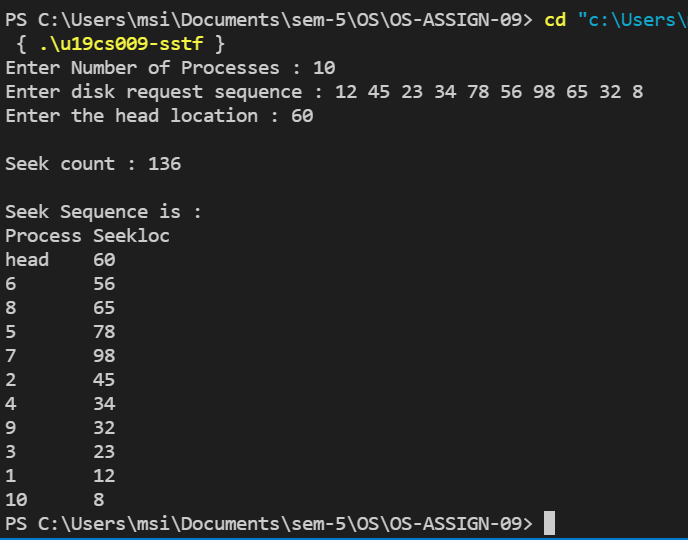 PS C:\Users\msi\Documents\sem-5\OS\OS-ASSIGN-09> cd "c:\Users\
 { .\u19cs009-sstf }
Enter Number of Processes : 10
Enter disk request sequence : 12 45 23 34 78 56 98 65 32 8
Enter the head location : 60
Seek count : 136
Seek Sequence is :
Process Seekloc
head    60
6       56
8       65
5       78
7       98
2       45
4       34
9       32
3       23
1       12
10      8
PS C:\Users\msi\Documents\sem-5\OS\OS-ASSIGN-09>